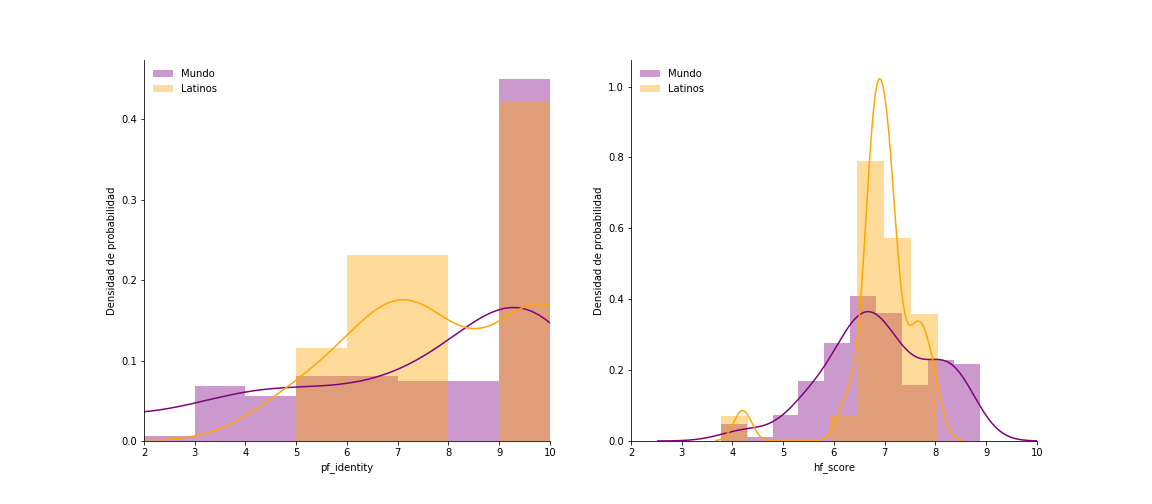 Mundo
Latinos
0.4
0.3
0.2
0.1
0.0
Densidad de probabilidad
2 3 4 5 6 7 8 9 10
pf_identity
Mundo
Latinos
1.0
0.8
0.6
0.4
0.2
0.0
Densidad de probabilidad
2 3 4 5 6 7 8 9 10
hf_score